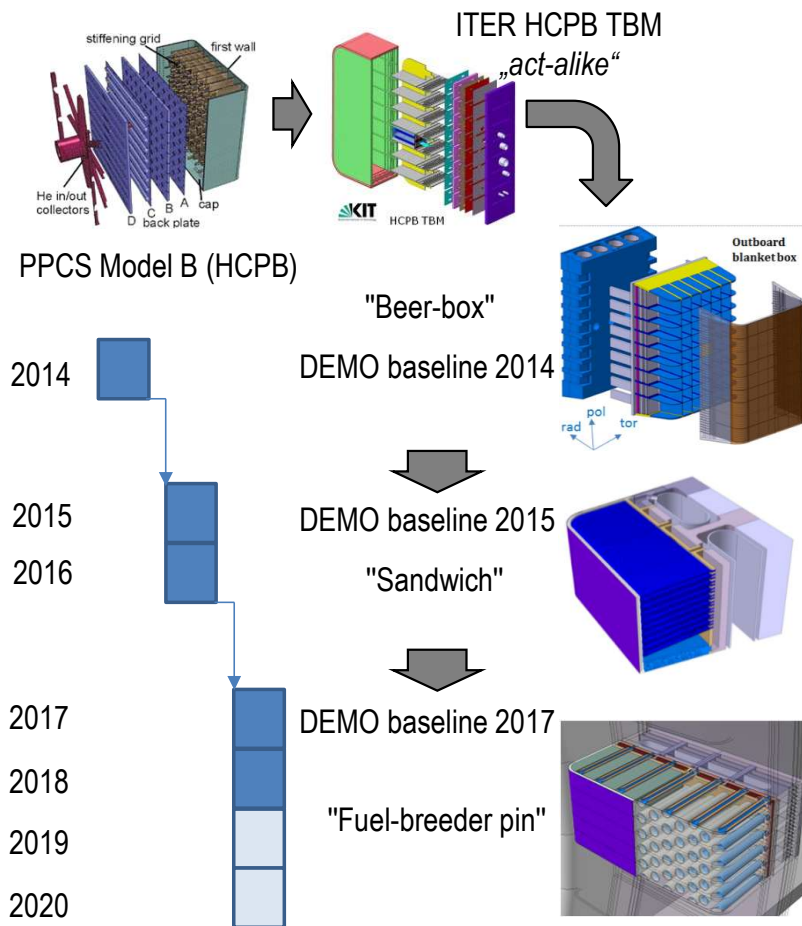 stiffening grid
first wall
He in/out
collectors
D
C
B
A
back plate
cap
ITER HCPB TBM
„act-alike“
KIT
HCPB TBM
PPCS Model B (HCPB)
Outboard
blanket box
"Beer-box"
2014
DEMO baseline 2014
pol
rad
tor
2015
DEMO baseline 2015
2016
"Sandwich"
2017
DEMO baseline 2017
2018
"Fuel-breeder pin"
2019
2020